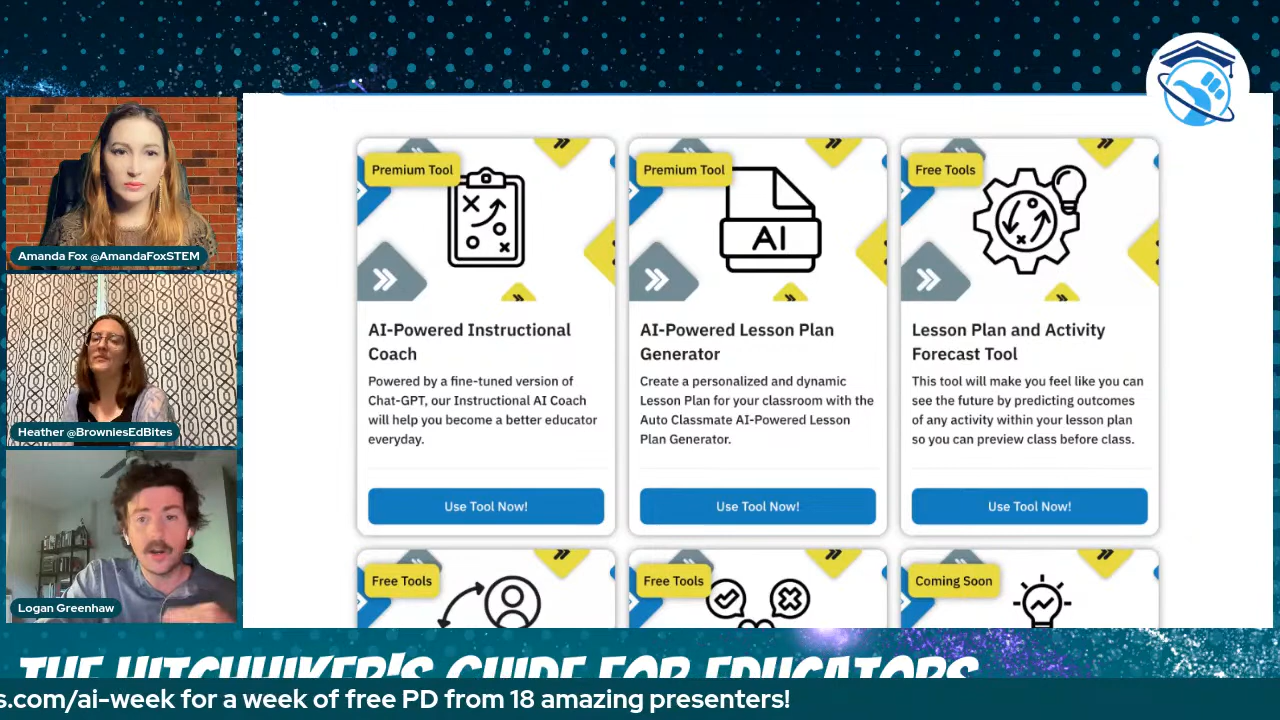 Amanda Fox @AmandaFoxSTEM
Heather @BrowniesEdBites
Logan Greenhaw
Premium Tool
AI-Powered Instructional
Coach
Powered by a fine-tuned version of
Chat-GPT, our Instructional AI Coach
will help you become a better educator
everyday.
Use Tool Now!
Premium Tool
AI
AI-Powered Lesson Plan
Generator
Create a personalized and dynamic
Lesson Plan for your classroom with the
Auto Classmate AI-Powered Lesson
Plan Generator.
Use Tool Now!
Free Tools
Lesson Plan and Activity
Forecast Tool
This tool will make you feel like you can
see the future by predicting outcomes
of any activity within your lesson plan
so you can preview class before class.
Use Tool Now!
Free Tools
Free Tools
Coming Soon
THE HITCHHIKER'S GUIDE FOR EDUCATORS
s.com/ai-week for a week of free PD from 18 amazing presenters!